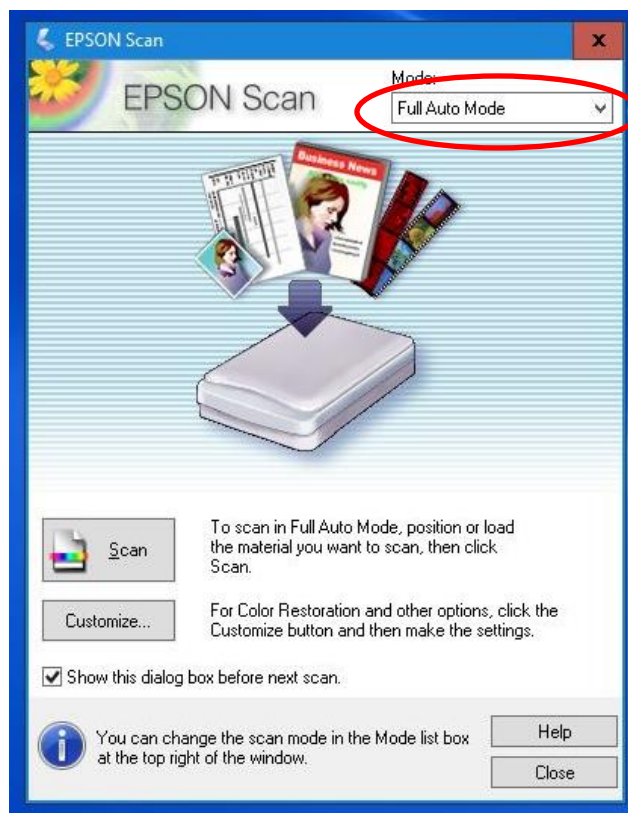 EPSON Scan
EPSON Scan
Mode:
Full Auto Mode
Business News
Scan
To scan in Full Auto Mode, position or load
the material you want to scan, then click
Scan.
Customize...
For Color Restoration and other options, click the
Customize button and then make the settings.
Show this dialog box before next scan.
You can change the scan mode in the Mode list box
at the top right of the window.
Help
Close